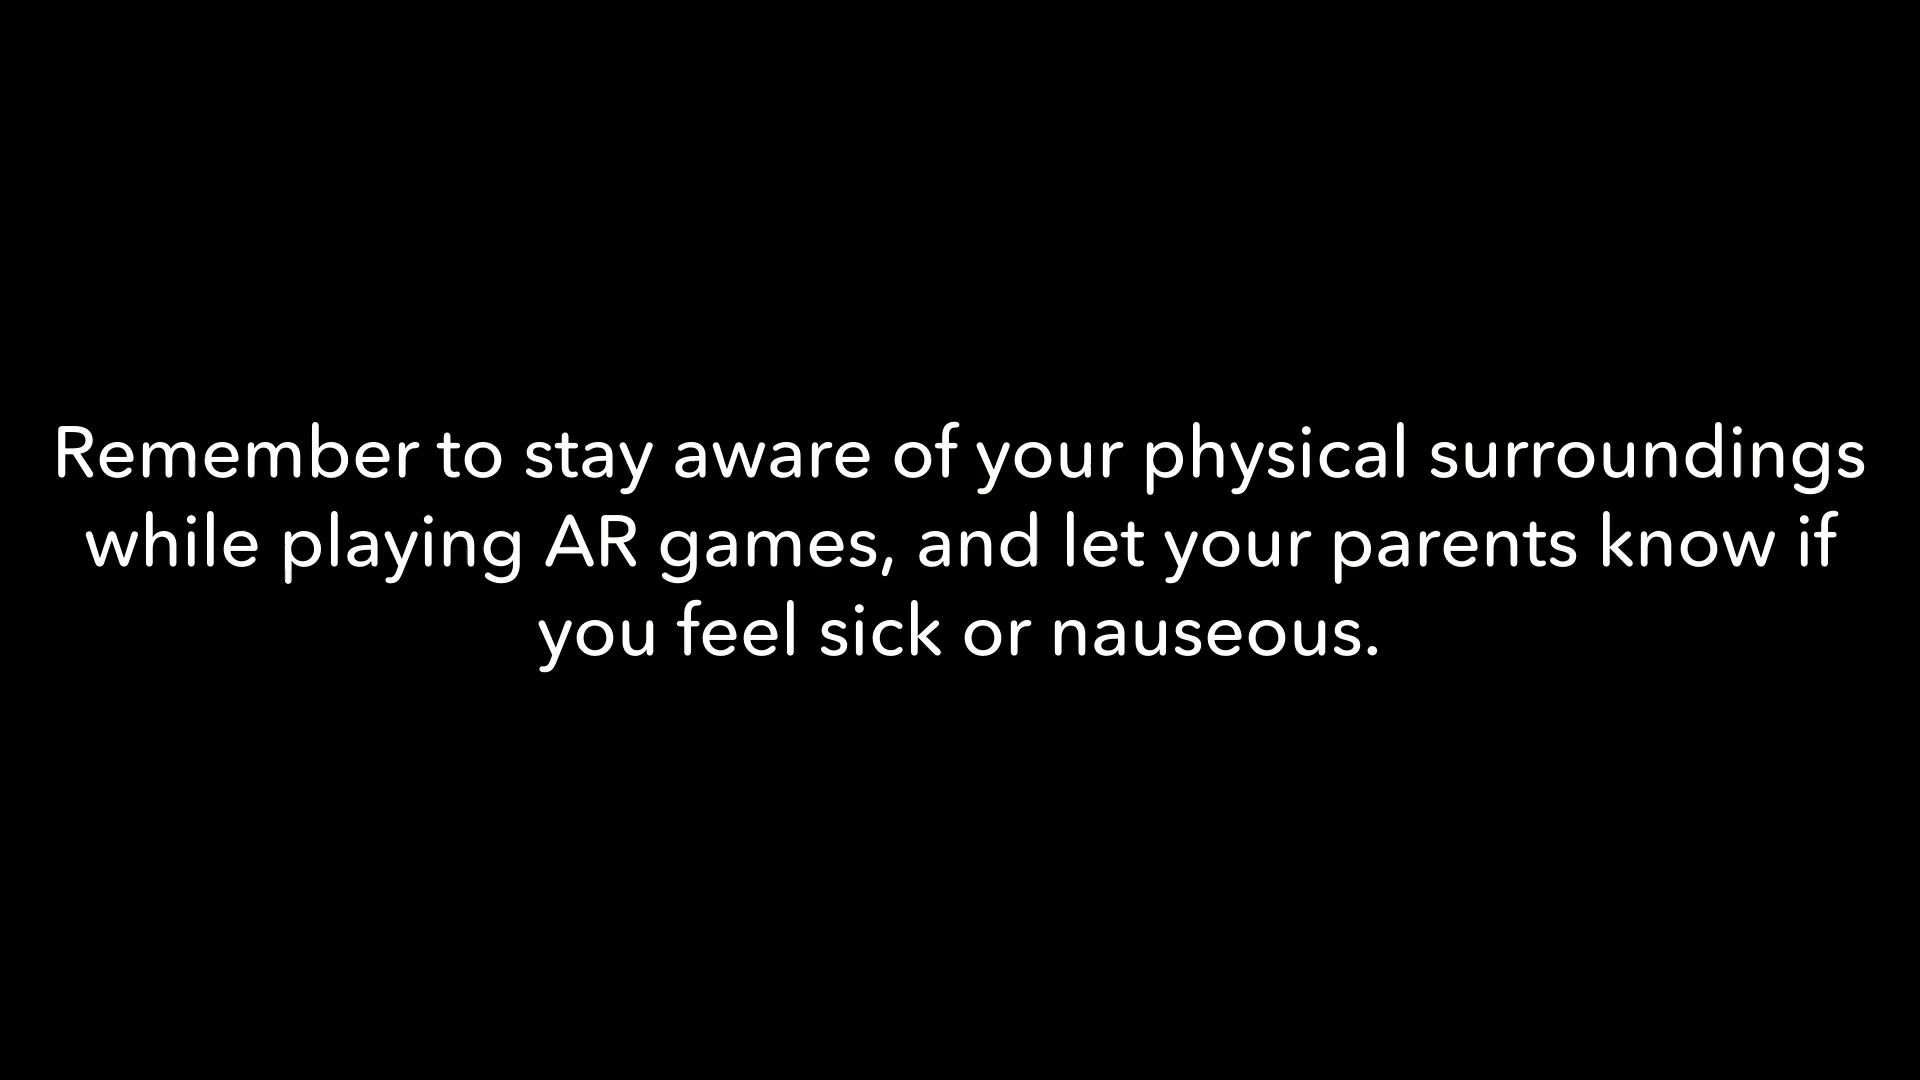 Remember to stay aware of your physical surroundings
while playing AR games, and let your parents know if
you feel sick or nauseous.